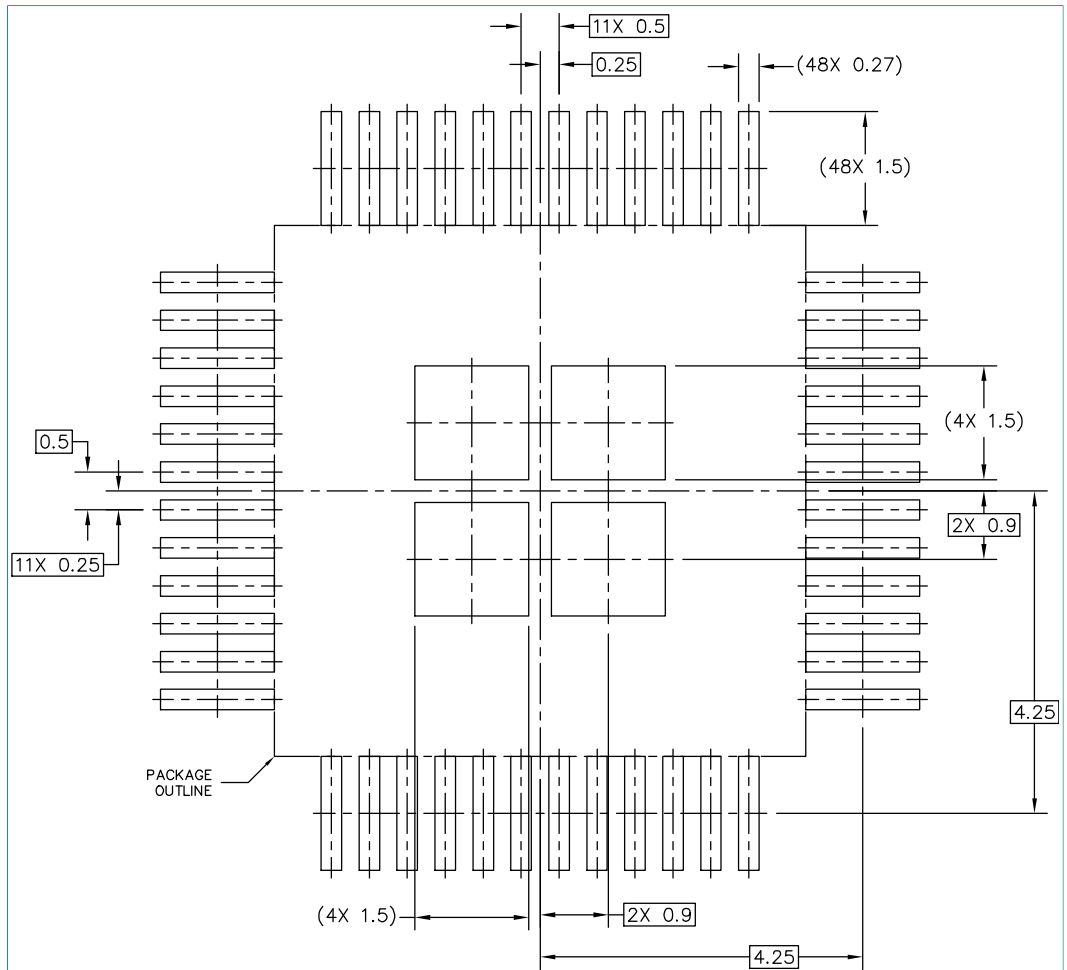 11X 0.5
0.25
(48X 0.27)
(48X 1.5)
(4X 1.5)
0.5
2X 0.9
11X 0.25
4.25
PACKAGE
OUTLINE
(4X 1.5)
2X 0.9
4.25